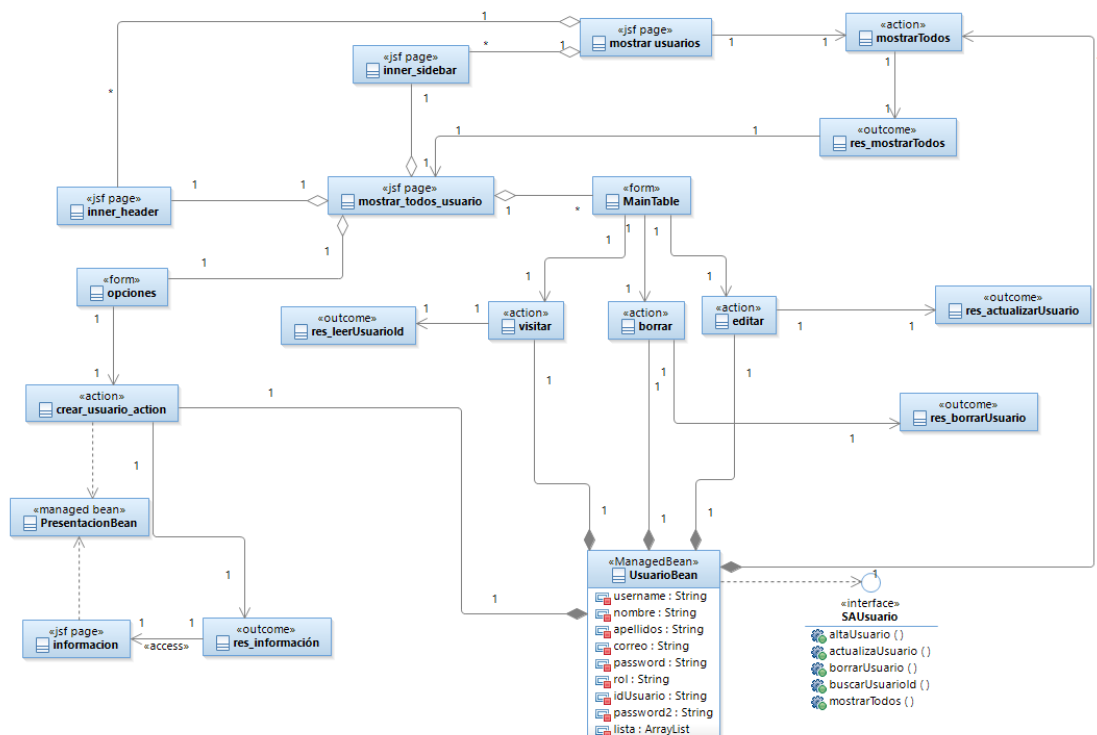 1
«jsf page»
mostrar usuarios
1
1
«action»
mostrarTodos
*
1
«jsf page»
inner_sidebar
1
1
*
1
1
1
«outcome»
res_mostrarTodos
1
1
1
1
«jsf page»
inner_header
«jsf page»
mostrar_todos_usuario
1
*
«form»
MainTable
1
1
1
1
1
«form»
opciones
1
1
1
1
1
«outcome»
res_leerUsuarioId
1
1
«action»
visitar
«action»
borrar
«action»
editar
1
1
«outcome»
res_actualizarUsuario
1
«action»
crear_usuario_action
1
1
1
1
1
«outcome»
res_borrarUsuario
1
1
«managed bean»
PresentacionBean
1
1
1
1
1
«jsf page»
informacion
1
1
«access»
«outcome»
res_información
«ManagedBean»
UsuarioBean
username : String
nombre : String
apellidos : String
correo : String
password : String
rol : String
idUsuario : String
password2 : String
lista : ArrayList
1
«interface»
SAUsuario
altaUsuario ( )
actualizaUsuario ( )
borrarUsuario ( )
buscarUsuarioId ( )
mostrarTodos ( )